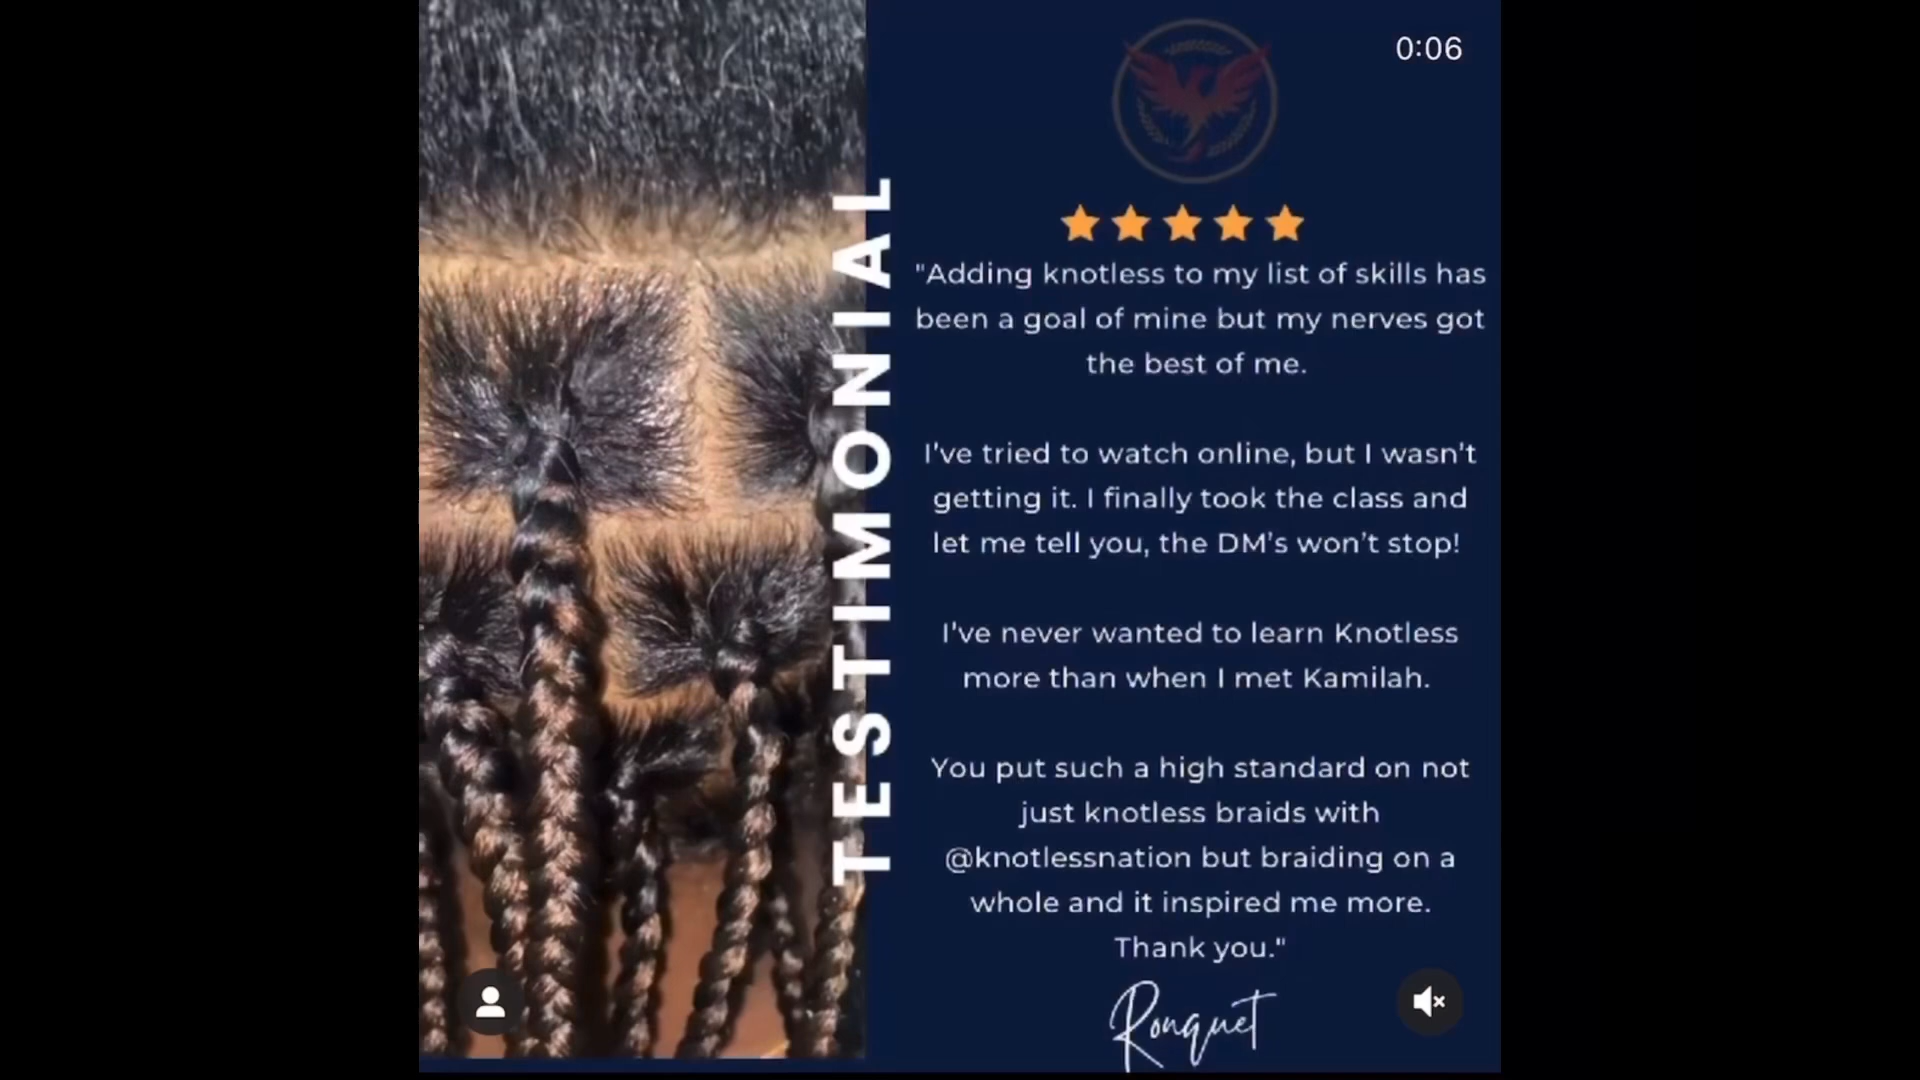 0:06
TESTIMONIAL
"Adding knotless to my list of skills has
been a goal of mine but my nerves got
the best of me.
I've tried to watch online, but I wasn't
getting it. I finally took the class and
let me tell you, the DM's won't stop!
I've never wanted to learn Knotless
more than when I met Kamilah.
You put such a high standard on not
just knotless braids with
@knotlessnation but braiding on a
whole and it inspired me more.
Thank you."
Ronquet